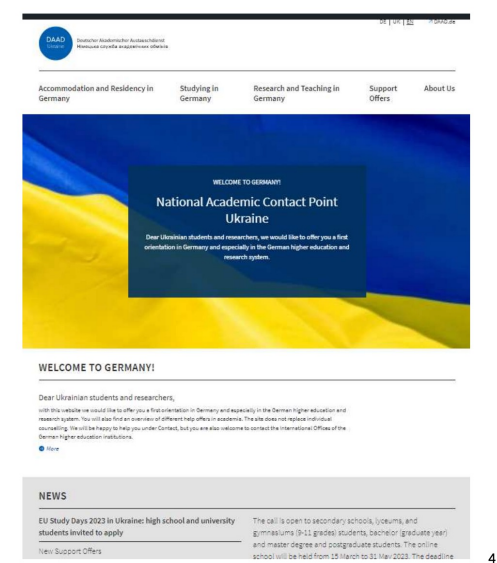 DE | UK | EN DAAD.de
DAAD
Ukraine
Deutscher Akademischer Austauschdienst
Німецька служба академічних обмінів
Accommodation and Residency in Germany
Studying in Germany
Research and Teaching in Germany
Support Offers
About Us
WELCOME TO GERMANY!
National Academic Contact Point
Ukraine
Dear Ukrainian students and researchers, we would like to offer you a first
orientation in Germany and especially in the German higher education and
research system.
WELCOME TO GERMANY!
Dear Ukrainian students and researchers,
with this website we would like to offer you a first orientation in Germany and especially in the German higher education and
research system. You will also find an overview of different help offers in academia. The site does not replace individual
counselling. We will be happy to help you under Contact, but you are also welcome to contact the International Offices of the
German higher education institutions.
More
NEWS
EU Study Days 2023 in Ukraine: high school and university
students invited to apply
New Support Offers
The call is open to secondary schools, lyceums, and
gymnasiums (9-11 grades) students, bachelor (graduate year)
and master degree and postgraduate students. The online
school will be held from 15 March to 31 May 2023. The deadline
4